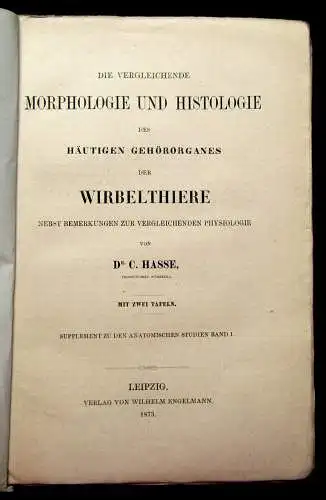 DIE VERGLEICHENDE
MORPHOLOGIE UND HISTOLOGIE
DES
HÄUTIGEN GEHÖRORGANES
DER
WIRBELTHIERE
NEBST BEMERKUNGEN ZUR VERGLEICHENDEN PHYSIOLOGIE
VON
DR C. HASSE,
MIT ZWEI TAFELN.
SUPPLEMENT ZU DEN ANATOMISCHEN STUDIEN BAND I.
LEIPZIG,
VERLAG VON WILHELM ENGELMANN.
1873.